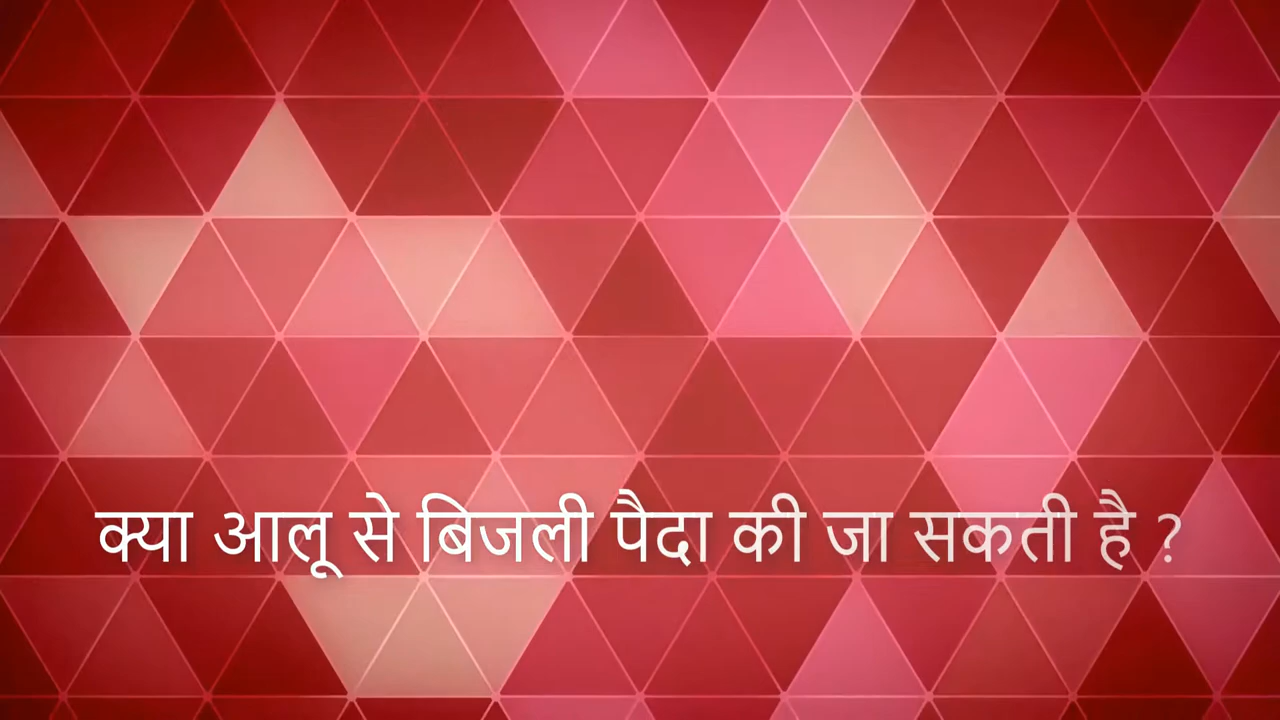 क्या आलू से बिजली पैदा की जा सकती है ?